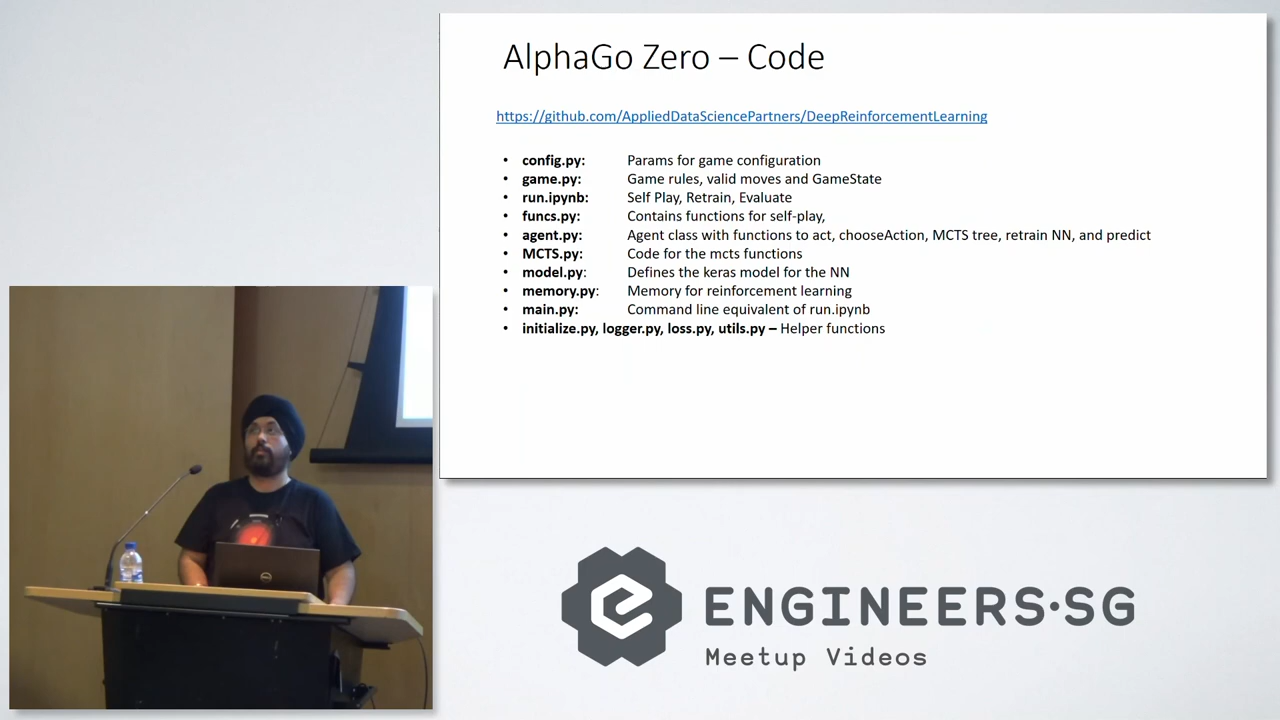 AlphaGo Zero – Code
https://github.com/AppliedDataSciencePartners/DeepReinforcementLearning
• config.py: Params for game configuration
• game.py: Game rules, valid moves and GameState
• run.ipynb: Self Play, Retrain, Evaluate
• funcs.py: Contains functions for self-play,
• agent.py: Agent class with functions to act, chooseAction, MCTS tree, retrain NN, and predict
• MCTS.py: Code for the mcts functions
• model.py: Defines the keras model for the NN
• memory.py: Memory for reinforcement learning
• main.py: Command line equivalent of run.ipynb
• initialize.py, logger.py, loss.py, utils.py – Helper functions
DELL
ENGINEERS·SG
Meetup Videos